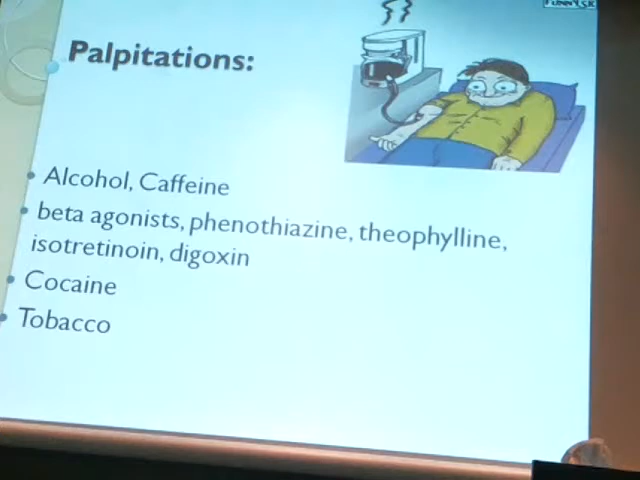 Palpitations:
Alcohol, Caffeine
beta agonists, phenothiazine, theophylline,
isotretinoin, digoxin
Cocaine
Tobacco